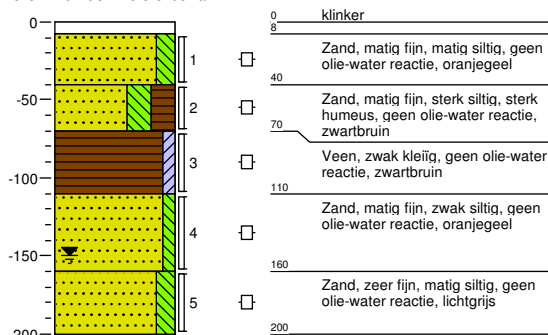 0
-50
-100
-150
-200
1
2
3
4
5
0
klinker
8
Zand, matig fijn, matig siltig, geen
olie-water reactie, oranjegeel
40
Zand, matig fijn, sterk siltig, sterk
humeus, geen olie-water reactie,
zwartbruin
70
Veen, zwak kleiïg, geen olie-water
reactie, zwartbruin
110
Zand, matig fijn, zwak siltig, geen
olie-water reactie, oranjegeel
160
Zand, zeer fijn, matig siltig, geen
olie-water reactie, lichtgrijs
200